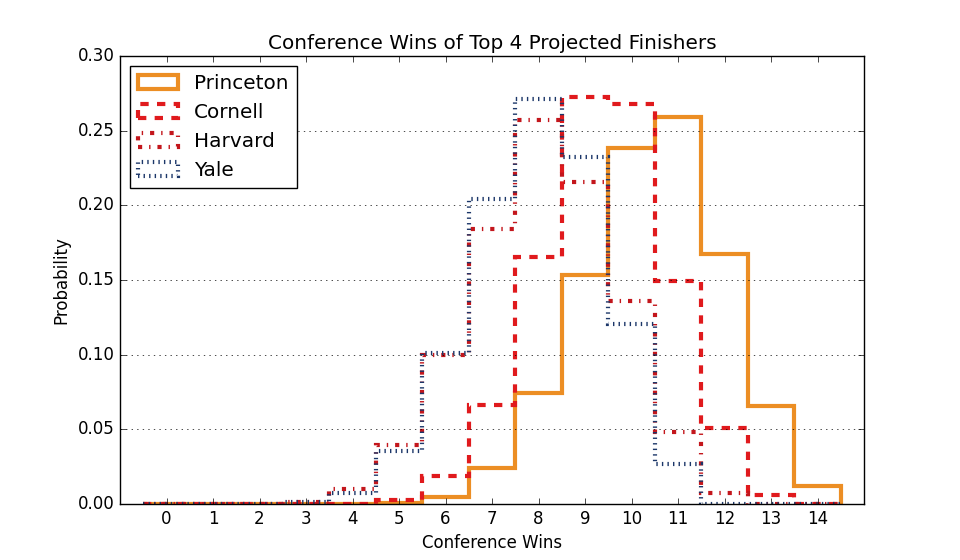 Conference Wins of Top 4 Projected Finishers
Princeton
Cornell
Harvard
Yale
Probability
0.30
0.25
0.20
0.15
0.10
0.05
0.00
0 1 2 3 4 5 6 7 8 9 10 11 12 13 14
Conference Wins